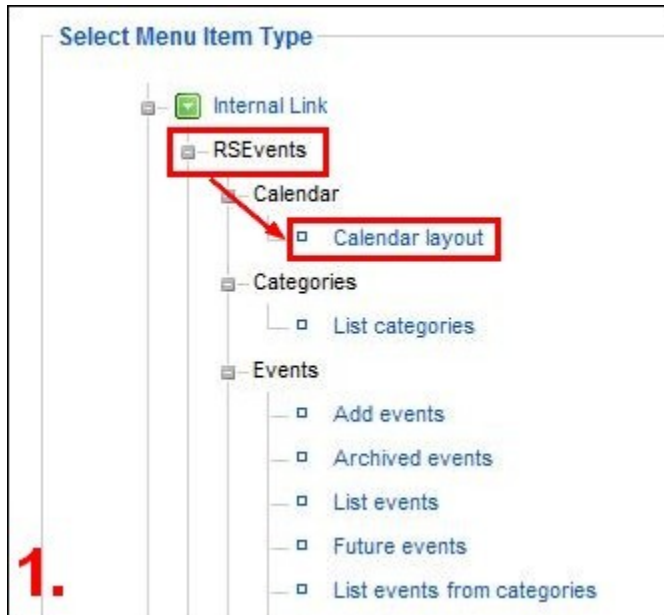 Select Menu Item Type
Internal Link
RSEvents
Calendar
Calendar layout
Categories
List categories
Events
Add events
Archived events
List events
Future events
List events from categories
1.